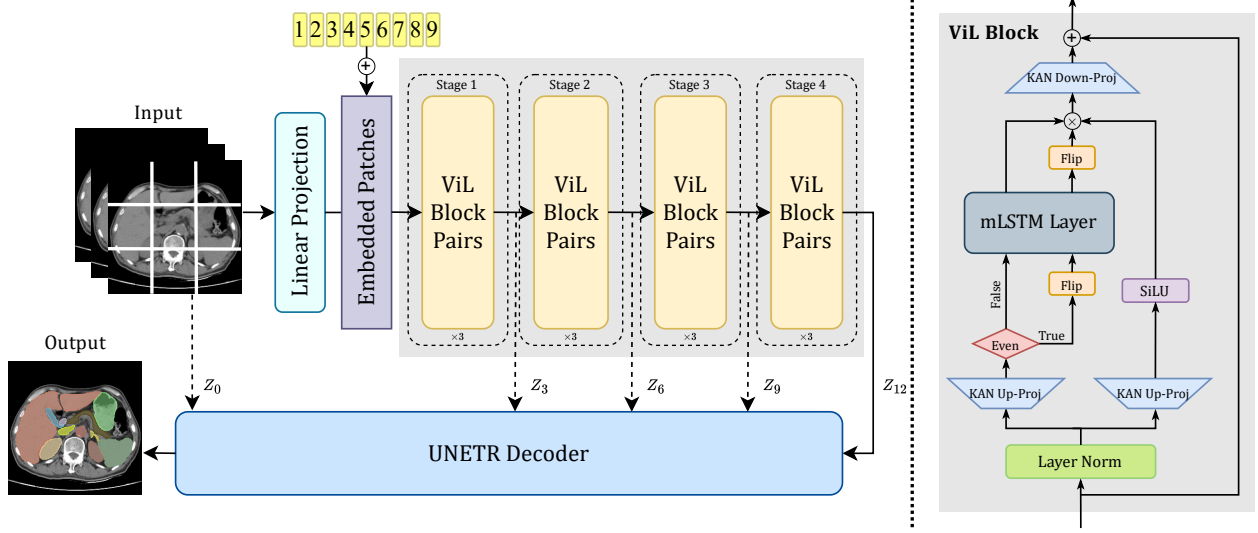 1 2 3 4 5 6 7 8 9
+
Input
Linear Projection
Embedded Patches
Stage 1
ViL
Block
Pairs
×3
Stage 2
ViL
Block
Pairs
×3
Stage 3
ViL
Block
Pairs
×3
Stage 4
ViL
Block
Pairs
×3
Output
Z0
Z3
Z6
Z9
Z12
UNETR Decoder
ViL Block
+
KAN Down-Proj
×
Flip
mLSTM Layer
False
Flip
SiLU
Even
True
KAN Up-Proj
KAN Up-Proj
Layer Norm